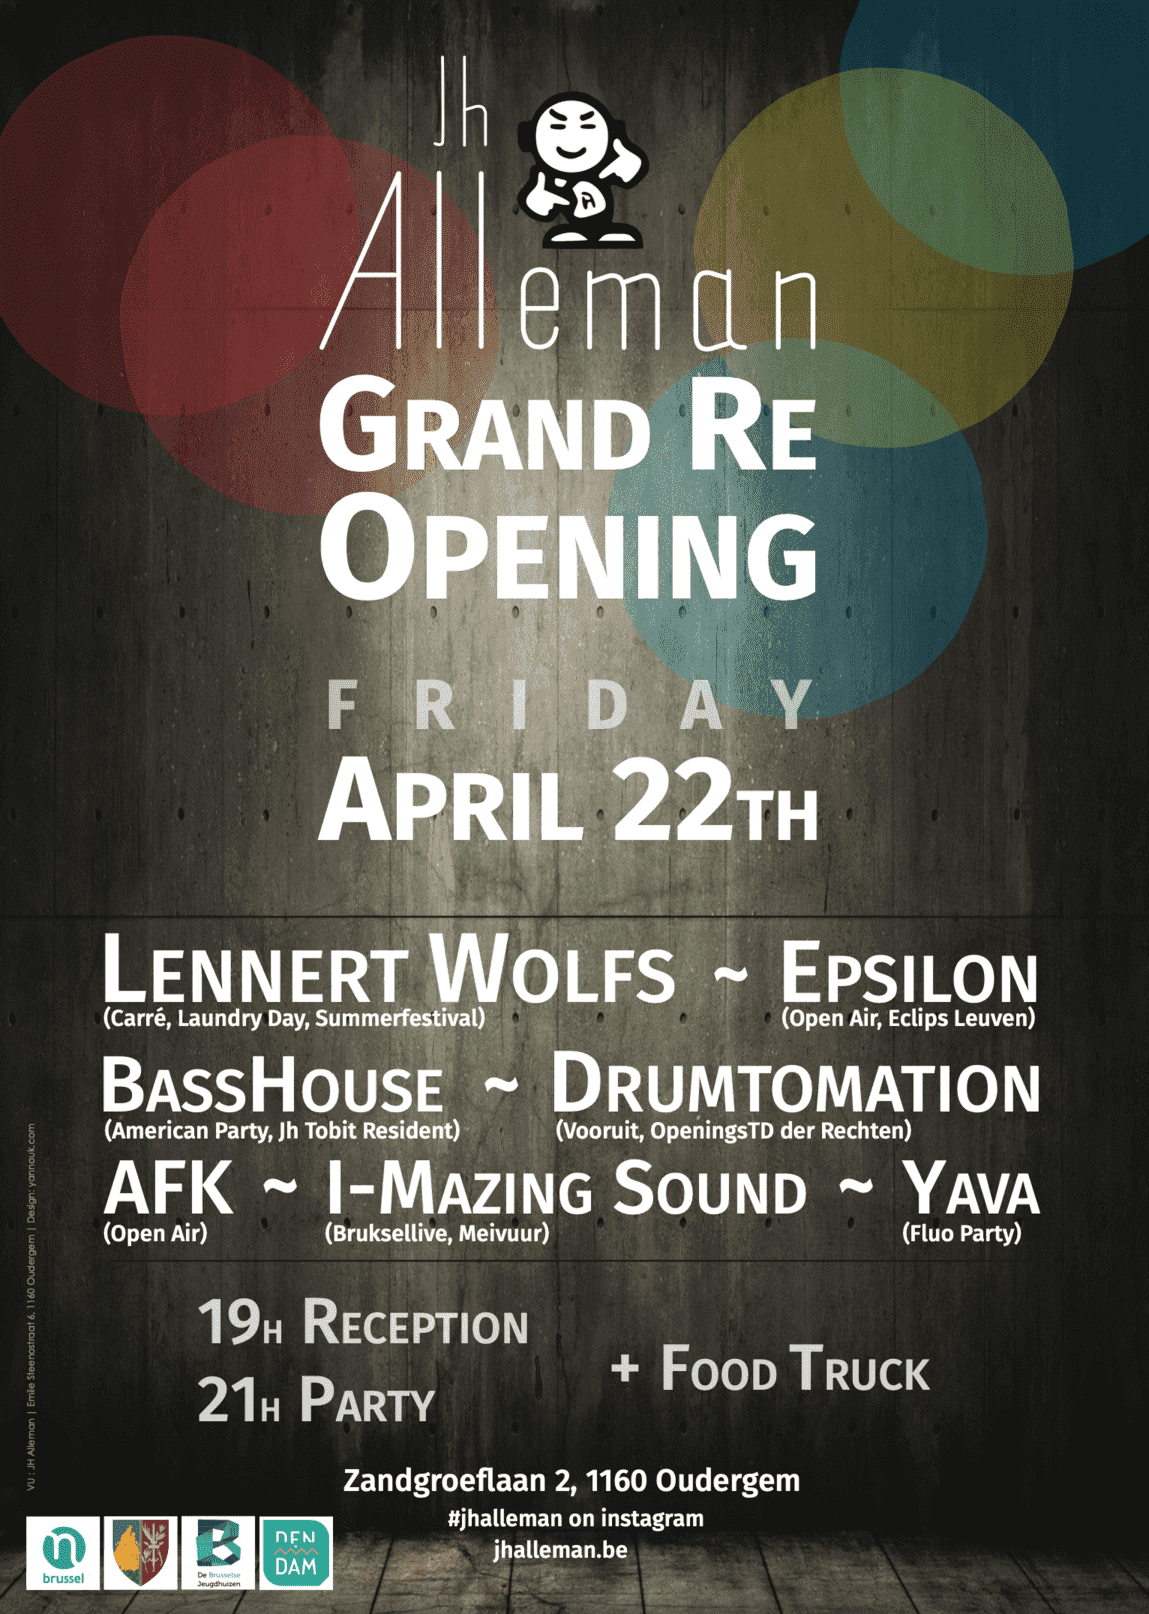 Jh
Alleman
GRAND RE
OPENING
FRIDAY
APRIL 22TH
LENNERT WOLFS ~ EPSILON
(Carré, Laundry Day, Summerfestival) (Open Air, Eclips Leuven)
BASSHOUSE ~ DRUMTOMATION
(American Party, Jh Tobit Resident) (Vooruit, OpeningsTD der Rechten)
AFK ~ I-MAZING SOUND ~ YAVA
(Open Air) (Bruksellive, Meivuur) (Fluo Party)
19H RECEPTION
21H PARTY
+ FOOD TRUCK
Zandgroeflaan 2, 1160 Oudergem
#jhalleman on instagram
jhalleman.be
VU : JH Alleman | Emile Steenostraat 6, 1160 Oudergem | Design: yannouk.com
n
brussel
B
De Brusselse
Jeugdhuizen
DEN
DAM